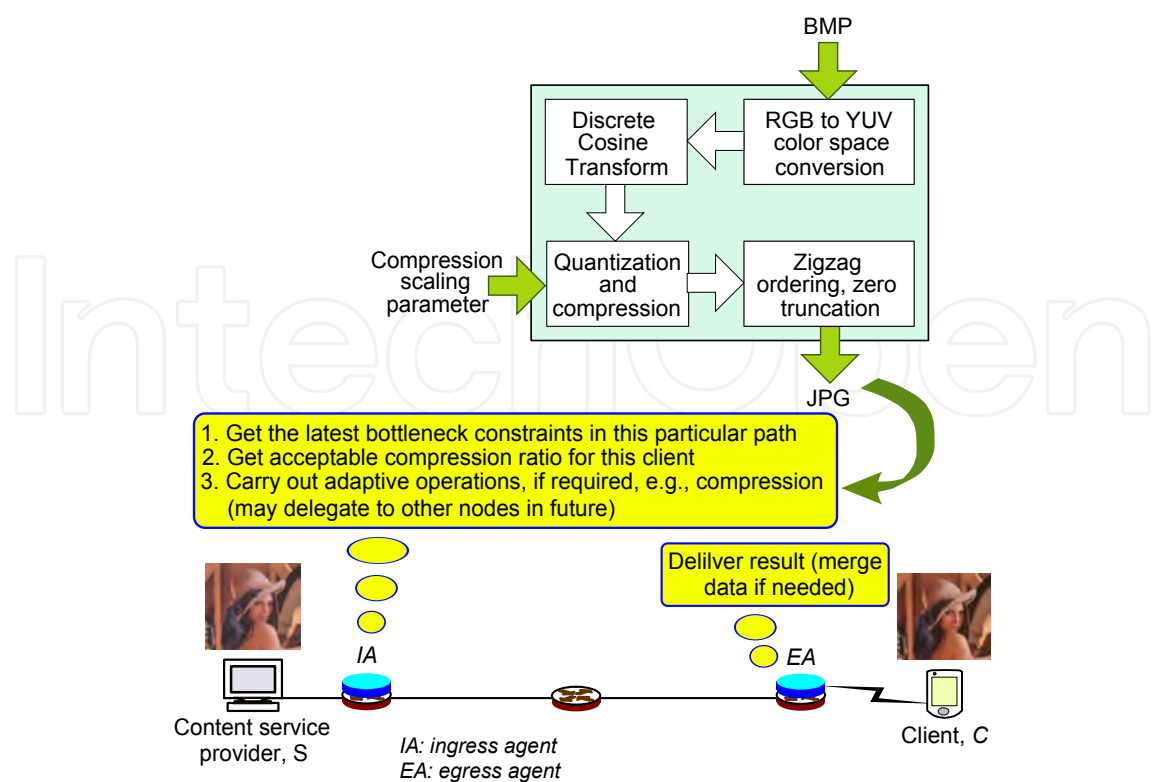 BMP
Discrete
Cosine
Transform
RGB to YUV
color space
conversion
Compression
scaling
parameter
Quantization
and
compression
Zigzag
ordering, zero
truncation
IntechOpen
JPG
1. Get the latest bottleneck constraints in this particular path
2. Get acceptable compression ratio for this client
3. Carry out adaptive operations, if required, e.g., compression
(may delegate to other nodes in future)
Delilver result (merge
data if needed)
IA
EA
Content service
provider, S
Client, C
IA: ingress agent
EA: egress agent